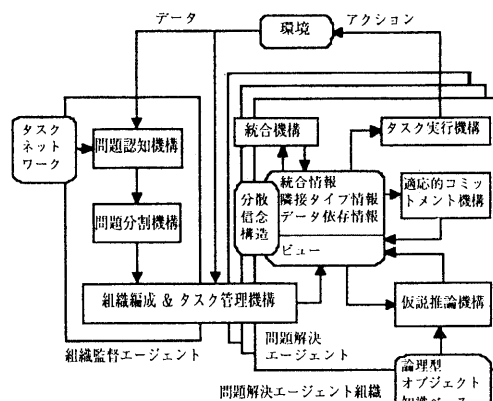 データ
環境
アクション
タスク
ネット
ワーク
問題認知機構
問題分割機構
組織編成 & タスク管理機構
組織監督エージェント
統合機構
タスク実行機構
分散
信念
構造
統合情報
隣接タイプ情報
データ依存情報
ビュー
適応的コミッ
トメント機構
仮説推論機構
問題解決
エージェント
問題解決エージェント組織
論理型
オブジェクト
知識ベース